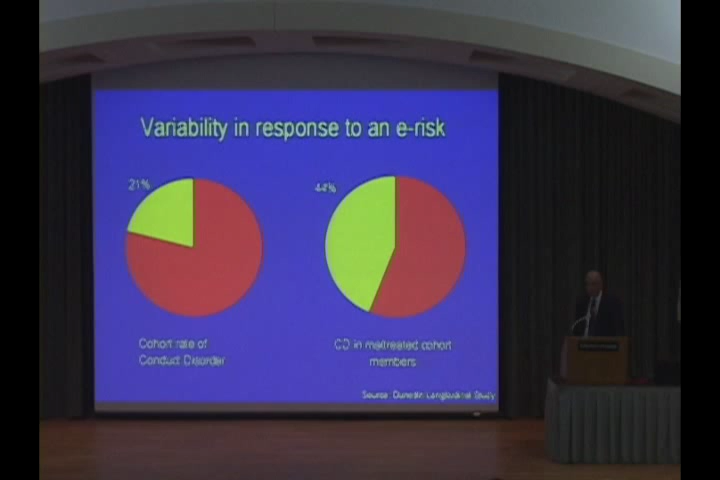 Variability in response to an e-risk
21%
44%
Cohort rate of
Conduct Disorder
CD in maltreated cohort
members
Source: Dunedin Longitudinal Study